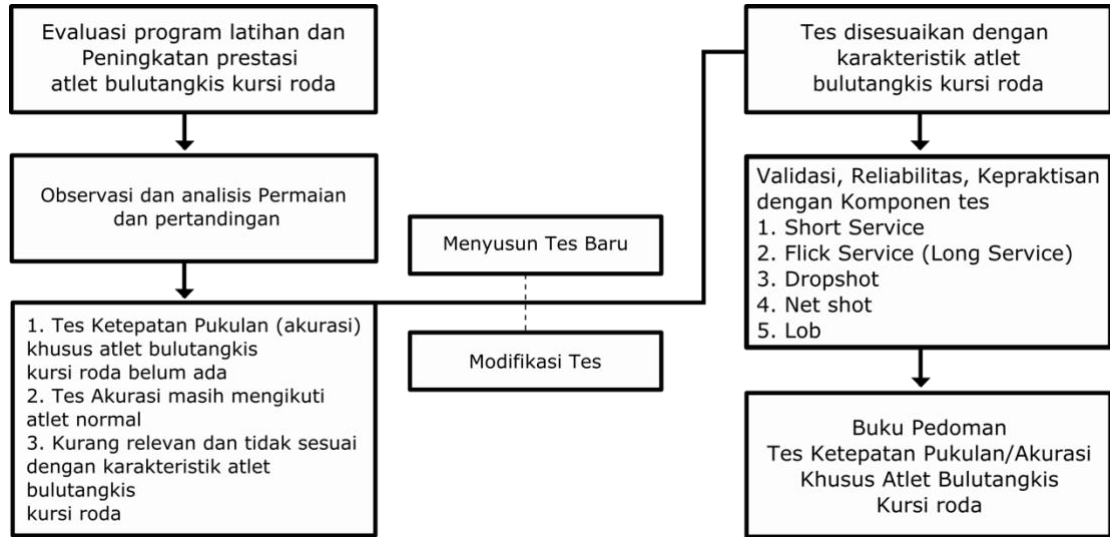 Evaluasi program latihan dan
Peningkatan prestasi
atlet bulutangkis kursi roda
Observasi dan analisis Permaian
dan pertandingan
1. Tes Ketepatan Pukulan (akurasi)
khusus atlet bulutangkis
kursi roda belum ada
2. Tes Akurasi masih mengikuti
atlet normal
3. Kurang relevan dan tidak sesuai
dengan karakteristik atlet
bulutangkis
kursi roda
Menyusun Tes Baru
Modifikasi Tes
Tes disesuaikan dengan
karakteristik atlet
bulutangkis kursi roda
Validasi, Reliabilitas, Kepraktisan
dengan Komponen tes
1. Short Service
2. Flick Service (Long Service)
3. Dropshot
4. Net shot
5. Lob
Buku Pedoman
Tes Ketepatan Pukulan/Akurasi
Khusus Atlet Bulutangkis
Kursi roda